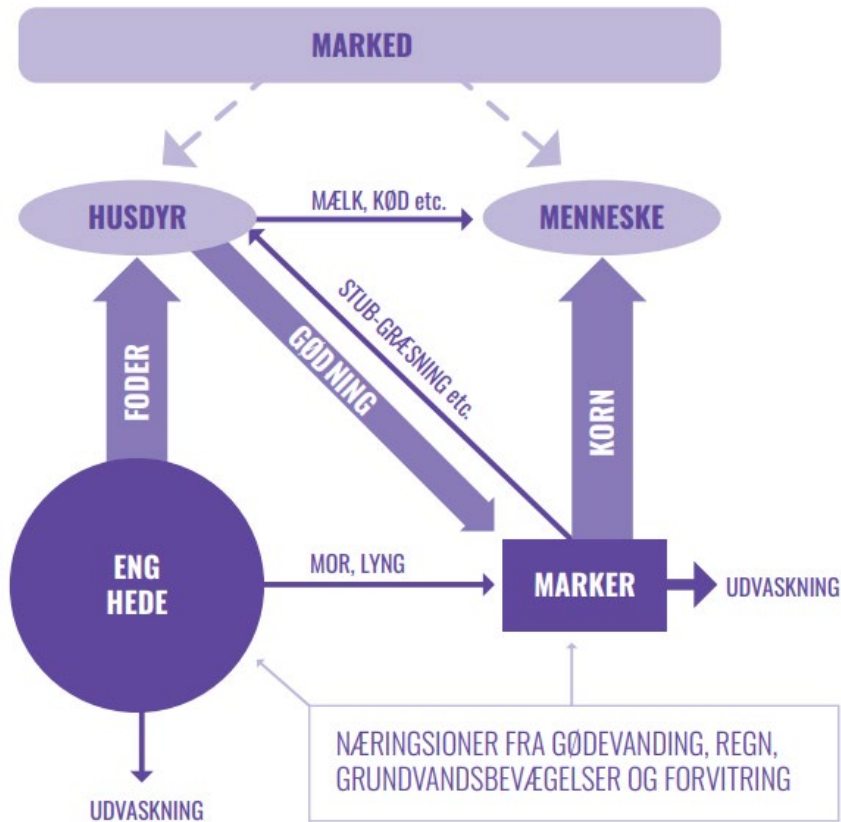 MARKED
HUSDYR
MÆLK, KØD etc.
MENNESKE
FODER
GØDNING
STUB-GRÆSNING etc.
KORN
ENG
HEDE
MOR, LYNG
MARKER
UDVASKNING
NÆRINGSIONER FRA GØDEVANDING, REGN,
GRUNDVANDSBEVÆGELSER OG FORVITRING
UDVASKNING